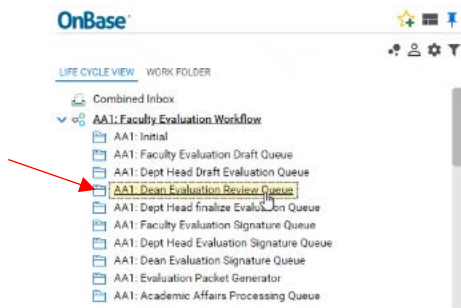 OnBase
LIFE CYCLE VIEW WORK FOLDER
Combined Inbox
AA1: Faculty Evaluation Workflow
AA1: Initial
AA1: Faculty Evaluation Draft Queue
AA1: Dept Head Draft Evaluation Queue
AA1: Dean Evaluation Review Queue
AA1: Dept Head finalize Evaluation Queue
AA1: Faculty Evaluation Signature Queue
AA1: Dept Head Evaluation Signature Queue
AA1: Dean Evaluation Signature Queue
AA1: Evaluation Packet Generator
AA1: Academic Affairs Processing Queue